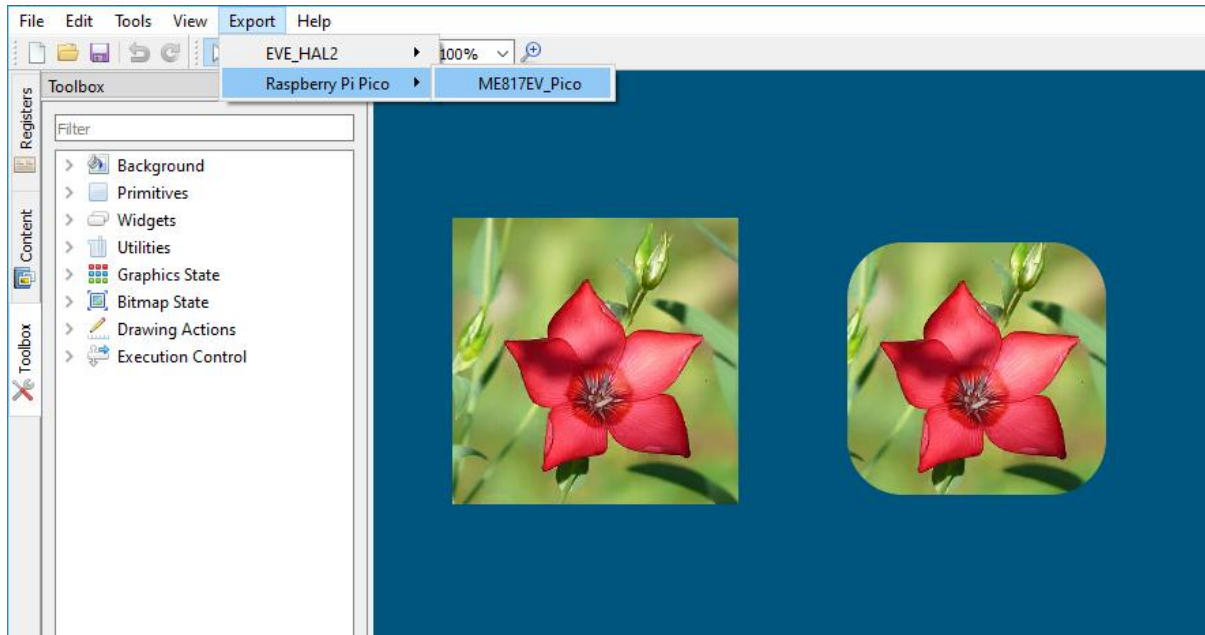 File Edit Tools View Export Help
EVE_HAL2
100%
Raspberry Pi Pico
ME817EV_Pico
Toolbox
Filter
Background
Primitives
Widgets
Utilities
Graphics State
Bitmap State
Drawing Actions
Execution Control
Registers
Content
Toolbox